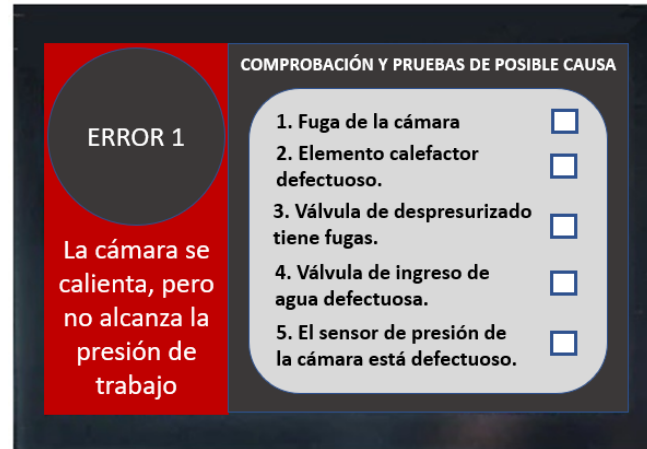 ERROR 1
La cámara se
calienta, pero
no alcanza la
presión de
trabajo
COMPROBACIÓN Y PRUEBAS DE POSIBLE CAUSA
1. Fuga de la cámara
2. Elemento calefactor
defectuoso.
3. Válvula de despresurizado
tiene fugas.
4. Válvula de ingreso de
agua defectuosa.
5. El sensor de presión de
la cámara está defectuoso.